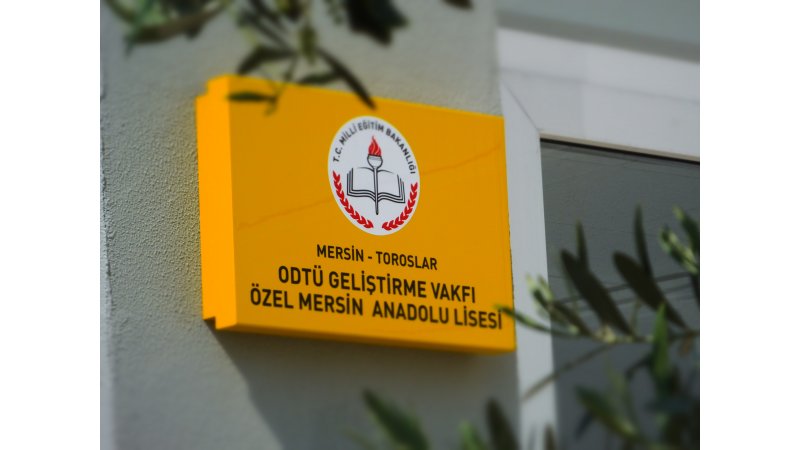 T.C. MİLLİ EĞİTİM BAKANLIĞI
MERSİN - TOROSLAR
ODTÜ GELİŞTİRME VAKFI
ÖZEL MERSİN ANADOLU LİSESİ